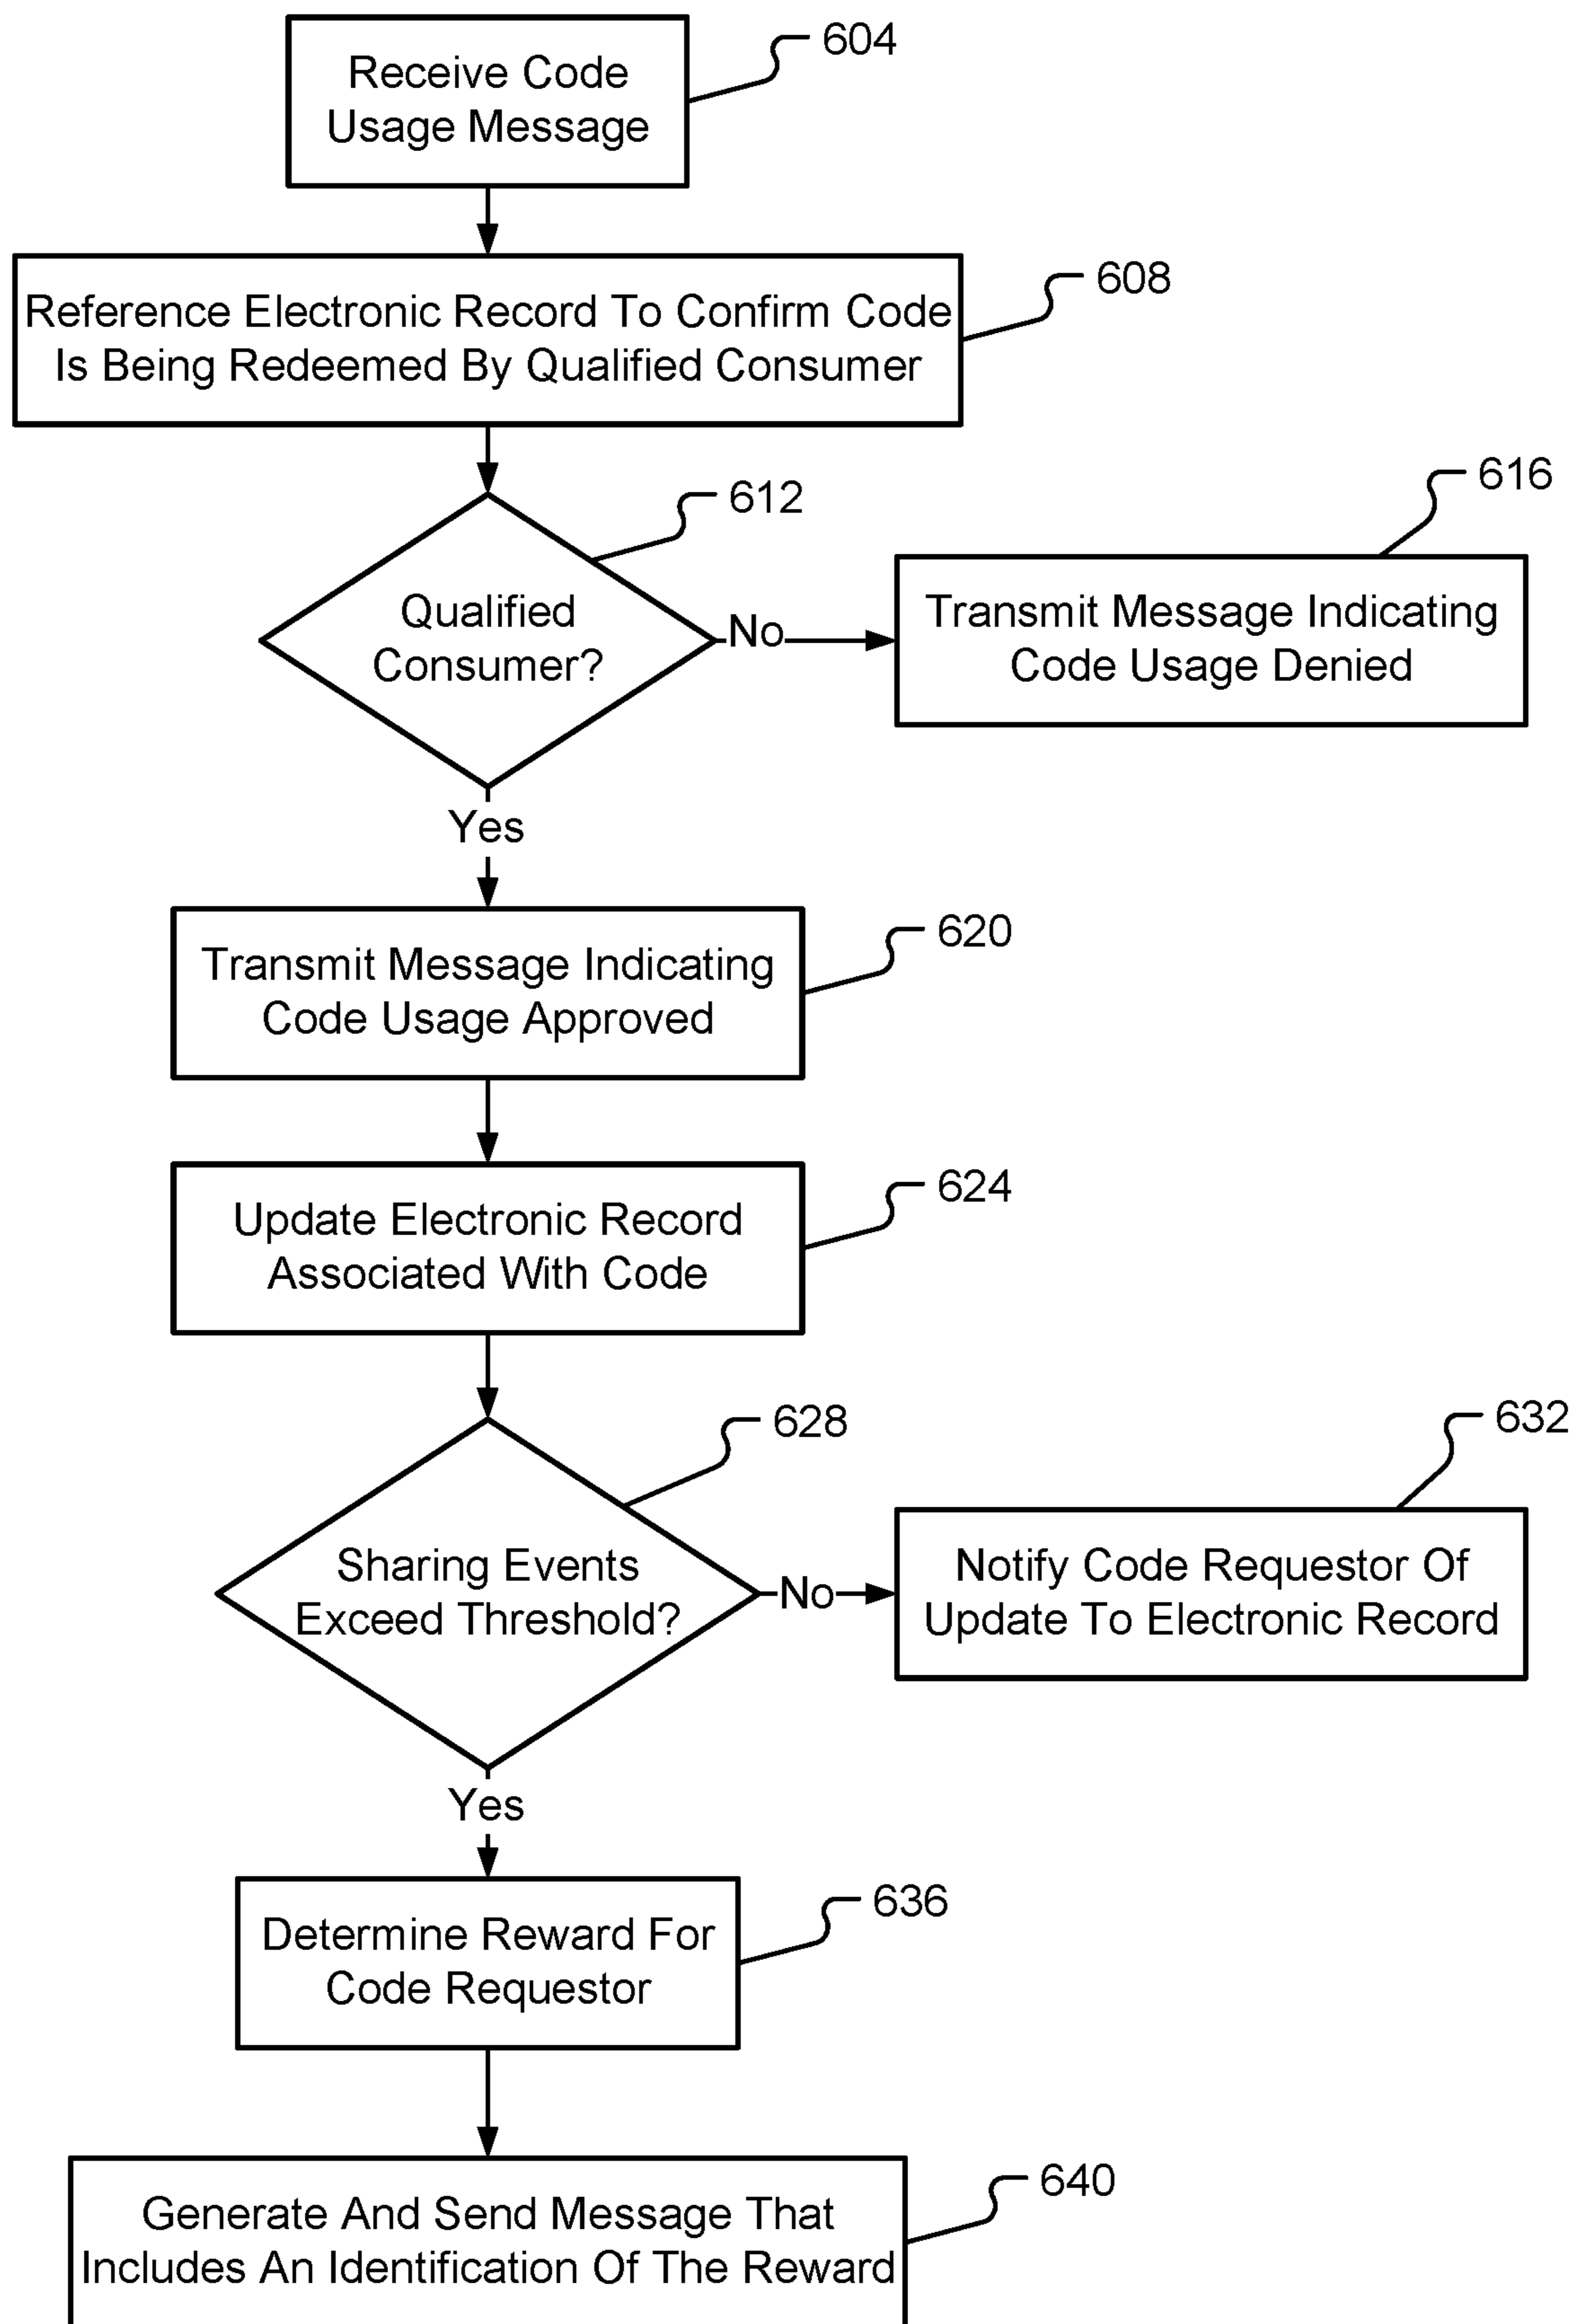 Receive Code
Usage Message
604
Reference Electronic Record To Confirm Code
Is Being Redeemed By Qualified Consumer
608
Qualified
Consumer?
612
No
Transmit Message Indicating
Code Usage Denied
616
Yes
Transmit Message Indicating
Code Usage Approved
620
Update Electronic Record
Associated With Code
624
Sharing Events
Exceed Threshold?
628
No
Notify Code Requestor Of
Update To Electronic Record
632
Yes
Determine Reward For
Code Requestor
636
Generate And Send Message That
Includes An Identification Of The Reward
640